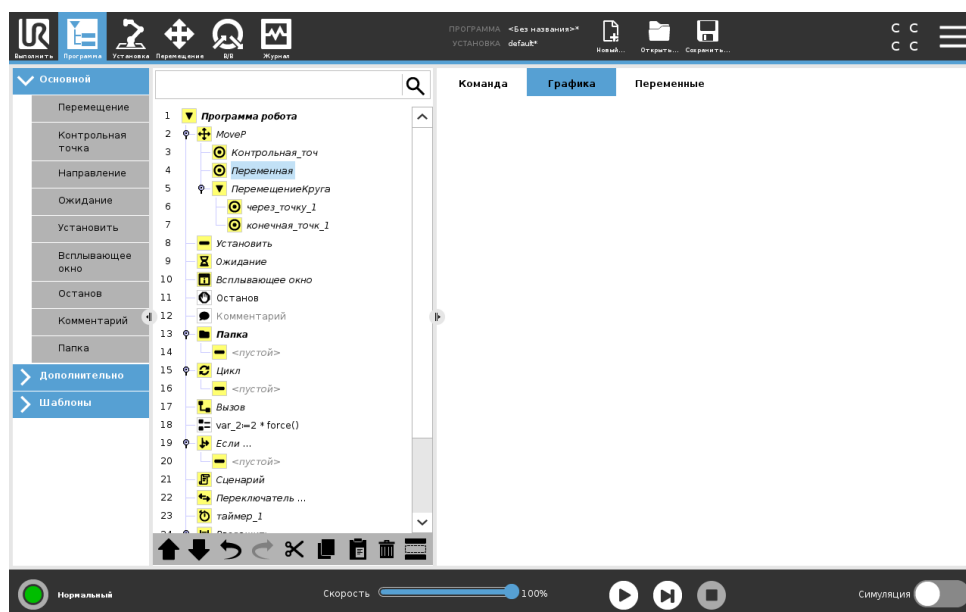 ПРОГРАММА <Без названия>*
УСТАНОВКА default*
Выполнить Программа Установка Перемещение В/В Журнал
Новый... Открыть... Сохранить...
C C
C C
Основной
Перемещение
Контрольная
точка
Направление
Ожидание
Установить
Всплывающее
окно
Останов
Комментарий
Папка
Дополнительно
Шаблоны
1 Программа робота
2 MoveP
3 Контрольная_точ
4 Переменная
5 ПеремещениеКруга
6 через_точку_1
7 конечная_точк_1
8 Установить
9 Ожидание
10 Всплывающее окно
11 Останов
12 Комментарий
13 Папка
14 <пустой>
15 Цикл
16 <пустой>
17 Вызов
18 var_2≔2 * force()
19 Если ...
20 <пустой>
21 Сценарий
22 Переключатель ...
23 таймер_1
Команда Графика Переменные
Нормальный
Скорость 100%
Симуляция